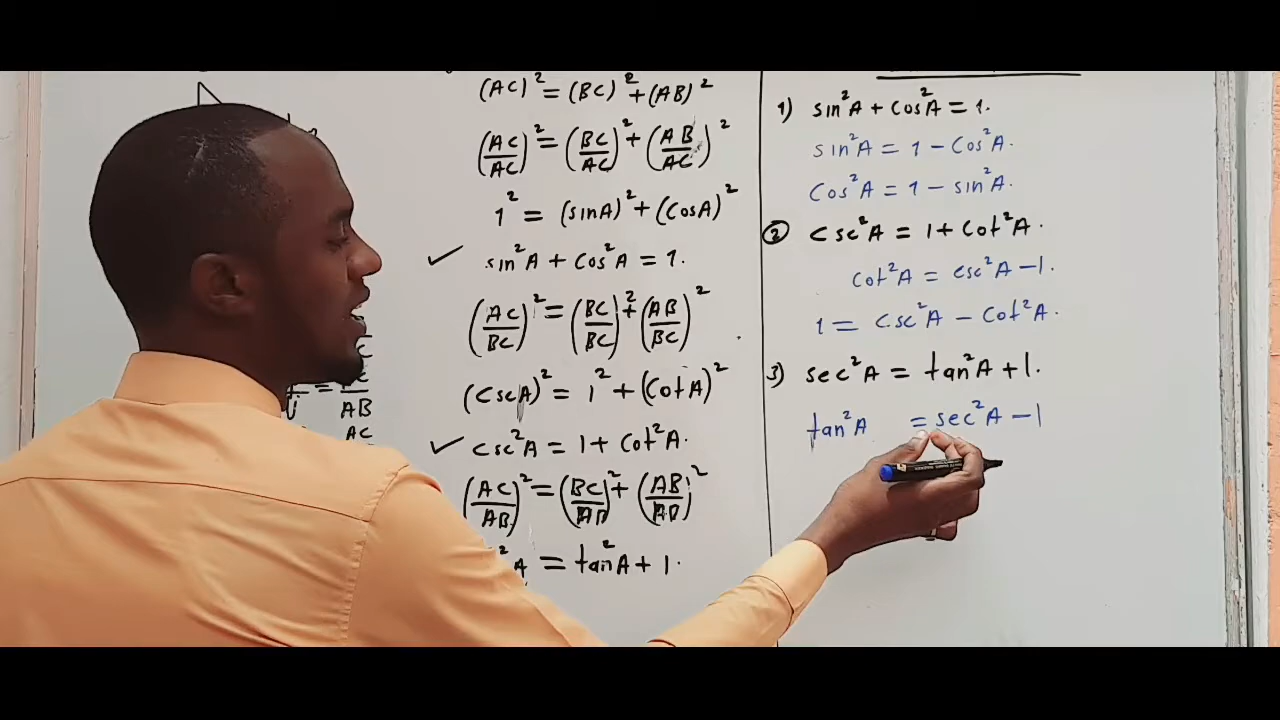 (AC)² = (BC)² + (AB)²
(AC/AC)² = (BC/AC)² + (AB/AC)²
1² = (sinA)² + (CosA)²
✓ sin²A + Cos²A = 1.
(AC/BC)² = (BC/BC)² + (AB/BC)²
(CscA)² = 1² + (CotA)²
✓ Csc²A = 1 + Cot²A.
(AC/AB)² = (BC/AB)² + (AB/AB)²
²A = tan²A + 1.
=
AB
AC
1) sin²A + Cos²A = 1.
sin²A = 1 - Cos²A.
Cos²A = 1 - sin²A.
② Csc²A = 1 + Cot²A.
Cot²A = csc²A - 1.
1 = Csc²A - Cot²A.
3) sec²A = tan²A + 1.
tan²A = sec²A - 1